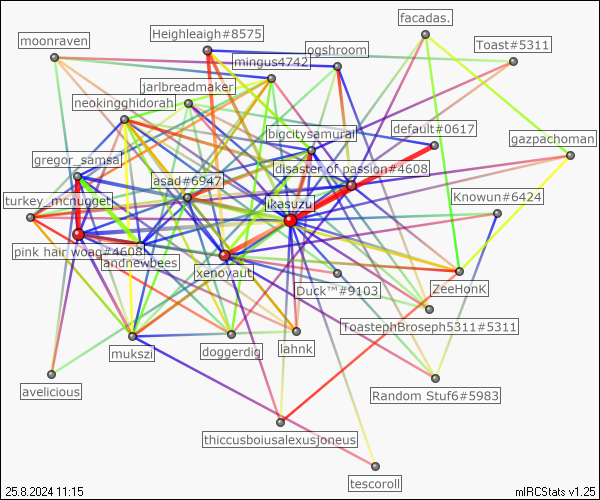 facadas.
Heighleaigh#8575
moonraven
Toast#5311
ogshroom
mingus4742
jarlbreadmaker
neokingghidorah
default#0617
bigcitysamurai
gazpachoman
gregor_samsa
disaster of passion#4608
asad#6947
Knowun#6424
turkey_mcnugget
ikasuzu
pink hair woag#4608
landnewbees
xenoyaut
Duck™#9103
ZeeHonK
ToastephBroseph5311#5311
mukszi
doggerdig
lahnk
avelicious
Random Stuf6#5983
thiccusboiusalexusjoneus
tescoroll
25.8.2024 11:15
mIRCStats v1.25